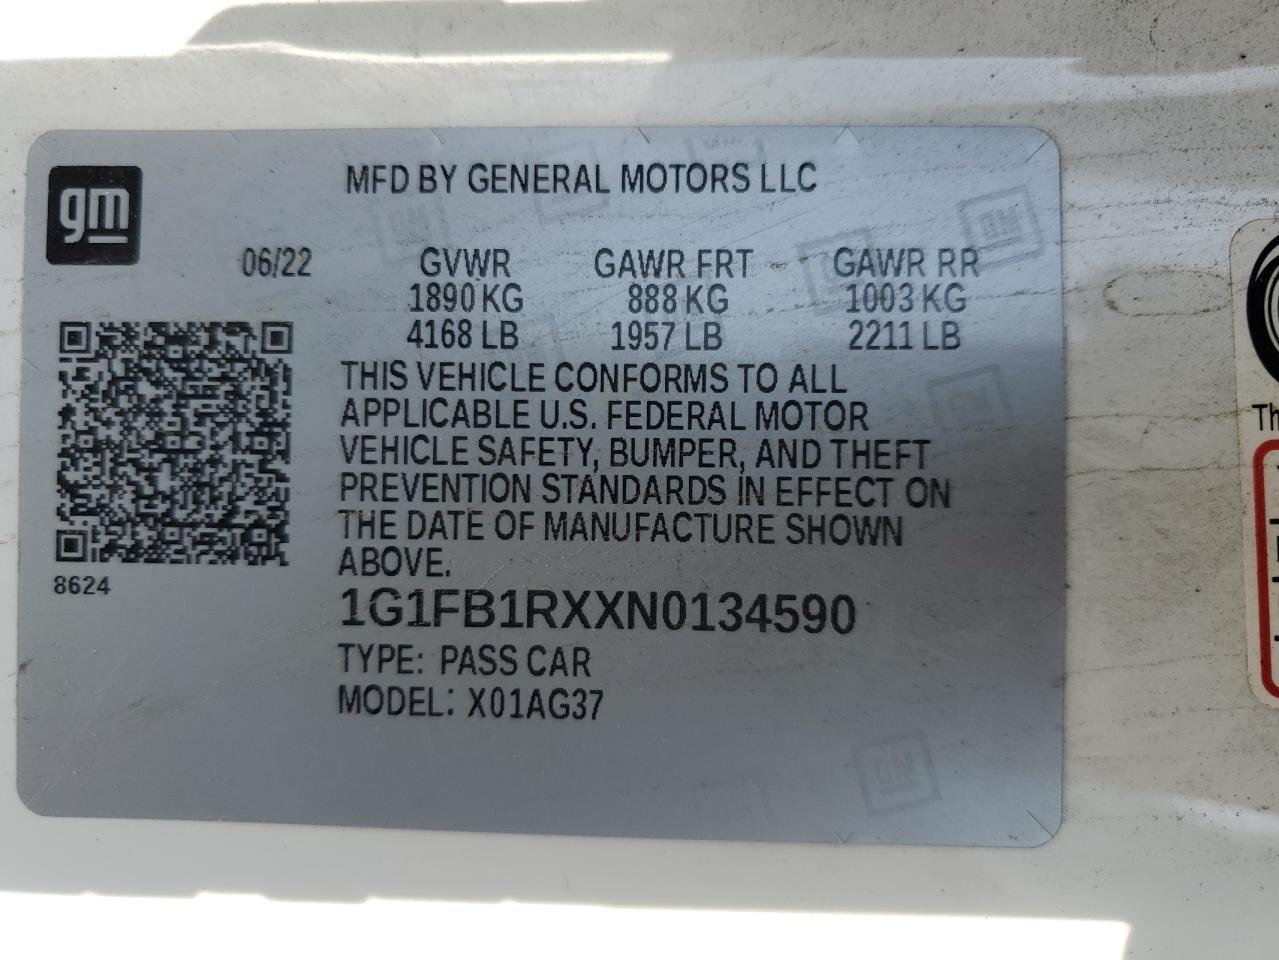 MFD BY GENERAL MOTORS LLC
gm
06/22 GVWR GAWR FRT GAWR RR
1890 KG 888 KG 1003 KG
4168 LB 1957 LB 2211 LB
THIS VEHICLE CONFORMS TO ALL
APPLICABLE U.S. FEDERAL MOTOR
VEHICLE SAFETY, BUMPER, AND THEFT
PREVENTION STANDARDS IN EFFECT ON
THE DATE OF MANUFACTURE SHOWN
ABOVE.
8624
1G1FB1RXXN0134590
TYPE: PASS CAR
MODEL: X01AG37